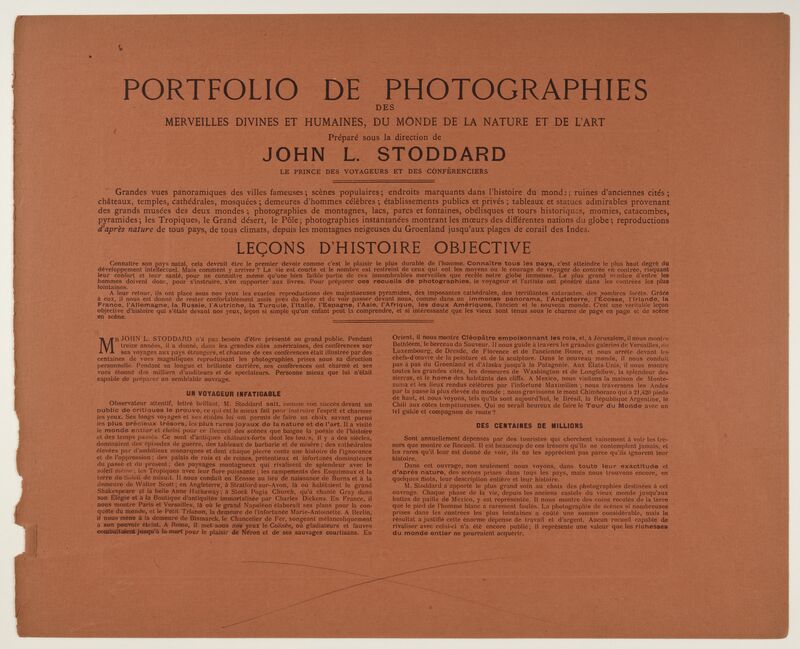 PORTFOLIO DE PHOTOGRAPHIES
DES
MERVEILLES DIVINES ET HUMAINES, DU MONDE DE LA NATURE ET DE L'ART
Préparé sous la direction de
JOHN L. STODDARD
LE PRINCE DES VOYAGEURS ET DES CONFÉRENCIERS
Grandes vues panoramiques des villes fameuses; scènes populaires; endroits marquants dans l'histoire du monde; ruines d'anciennes cités;
châteaux, temples, cathédrales, mosquées; demeures d'hommes célèbres; établissements publics et privés; tableaux et statues admirables provenant
des grands musées des deux mondes; photographies de montagnes, lacs, parcs et fontaines, obélisques et tours historiques, momies, catacombes,
pyramides; les Tropiques, le Grand désert, le Pôle; photographies instantanées montrant les mœurs des différentes nations du globe; reproductions
d'après nature de tous pays, de tous climats, depuis les montagnes neigeuses du Groenland jusqu'aux plages de corail des Indes.
LEÇONS D'HISTOIRE OBJECTIVE
Connaître son pays natal, cela devrait être le premier devoir comme c'est le plaisir le plus durable de l'homme. Connaître tous les pays, c'est atteindre le plus haut degré du
développement intellectuel. Mais comment y arriver? La vie est courte et le nombre est restreint de ceux qui ont les moyens ou le courage de voyager de contrée en contrée, risquant
leur confort et leur santé, pour ne connaître même qu'une bien faible partie de ces innombrables merveilles que recèle notre globe immense. Le plus grand nombre d'entre les
hommes doivent donc, pour s'instruire, s'en rapporter aux livres. Pour préparer ces recueils de photographies, le voyageur et l'artiste ont pénétré dans les contrées les plus
lointaines.
A leur retour, ils ont placé sous nos yeux les exactes reproductions des majestueuses pyramides, des imposantes cathédrales, des terrifiantes cataractes, des sombres forêts. Grâce
à eux, il nous est donné de rester confortablement assis près du foyer et de voir passer devant nous, comme dans un immense panorama, l'Angleterre, l'Ecosse, l'Irlande, la
France, l'Allemagne, la Russie, l'Autriche, la Turquie, l'Italie, l'Espagne, l'Asie, l'Afrique, les deux Amériques, l'ancien et le nouveau monde. C'est une véritable leçon
objective d'histoire qui s'étale devant nos yeux, leçon si simple qu'un enfant peut la comprendre, et si intéressante que les vieux sont tenus sous le charme de page en page et de scène
en scène.
MR JOHN L. STODDARD n'a pas besoin d'être présenté au grand public. Pendant
treize années, il a donné, dans les grandes cités américaines, des conférences sur
ses voyages aux pays étrangers, et chacune de ces conférences était illustrée par des
centaines de vues magnifiques reproduisant les photographies prises sous sa direction
personnelle. Pendant sa longue et brillante carrière, ses conférences ont charmé et ses
vues étonné des milliers d'auditeurs et de spectateurs. Personne mieux que lui n'était
capable de préparer un semblable ouvrage.
UN VOYAGEUR INFATIGABLE
Observateur attentif, lettré brillant, M. Stoddard sait, comme son succès devant un
public de critiques le prouve, ce qui est le mieux fait pour instruire l'esprit et charmer
les yeux. Ses longs voyages et ses études lui ont permis de faire un choix savant parmi
les plus précieux trésors, les plus rares joyaux de la nature et de l'art. Il a visité
le monde entier et choisi pour ce Recueil des scènes que baigne la poésie de l'histoire
et des temps passés. Ce sont d'antiques châteaux-forts dont les tours, il y a des siècles,
dominaient des épisodes de guerre, des tableaux de barbarie et de misère; des cathédrales
élevées par d'ambitieux monarques et dont chaque pierre conte une histoire de l'ignorance
et de l'oppression; des palais de rois et de reines, prétentieux et infortunés dominateurs
du passé et du présent; des paysages montagneux qui rivalisent de splendeur avec le
soleil même; les Tropiques avec leur flore puissante; les campements des Esquimaux et la
terre du Soleil de minuit. Il nous conduit en Ecosse au lieu de naissance de Burns et à la
demeure de Walter Scott; en Angleterre, à Stratford-sur-Avon, là où habitaient le grand
Shakespeare et la belle Anne Hathaway; à Stock Pogis Church, qu'a chanté Gray dans
son Elégie et à la Boutique d'antiquités immortalisée par Charles Dickens. En France, il
nous montre Paris et Versailles, là où le grand Napoléon élaborait ses plans pour la con-
quête du monde, et le Petit Trianon, la demeure de l'infortunée Marie-Antoinette. A Berlin,
il nous mène à la demeure de Bismarck, le Chancelier de Fer, songeant mélancoliquement
à son pouvoir éteint. A Rome, il met sous nos yeux le Colisée, où gladiateurs et fauves
combattaient jusqu'à la mort pour le plaisir de Néron et de ses sauvages courtisans. En
Orient, il nous montre Cléopâtre empoisonnant les rois, et, à Jérusalem, il nous montre
Bethléem, le berceau du Sauveur. Il nous guide à travers les grandes galeries de Versailles, du
Luxembourg, de Dresde, de Florence et de l'ancienne Rome, et nous arrête devant les
chefs-d'œuvre de la peinture et de la sculpture. Dans le nouveau monde, il nous conduit
pas à pas du Groenland et d'Alaska jusqu'à la Patagonie. Aux États-Unis, il nous montre
toutes les grandes cités, les demeures de Washington et de Longfellow, la splendeur des
sierras, et le home des habitants des cliffs. A Mexico, nous visitons la maison de Monte-
zuma et les lieux rendus célèbres par l'infortuné Maximilien; nous traversons les Andes
par la passe la plus élevée du monde; nous gravissons le mont Chimborazo qui a 21,420 pieds
de haut, et nous voyons, tels qu'ils sont aujourd'hui, le Brésil, la République Argentine, le
Chili aux côtes tempétueuses. Qui ne serait heureux de faire le Tour du Monde avec un
tel guide et compagnon de route?
DES CENTAINES DE MILLIONS
Sont annuellement dépensés par des touristes qui cherchent vainement à voir les tré-
sors que montre ce Recueil. Il est beaucoup de ces trésors qu'ils ne contemplent jamais, et
les rares qu'il leur est donné de voir, ils ne les apprécient pas parce qu'ils ignorent leur
histoire.
Dans cet ouvrage, non seulement nous voyons, dans toute leur exactitude et
d'après nature, des scènes prises dans tous les pays, mais nous trouvons encore, en
quelques mots, leur description entière et leur histoire.
M. Stoddard a apporté le plus grand soin au choix des photographies destinées à cet
ouvrage. Chaque phase de la vie, depuis les anciens castels du vieux monde jusqu'aux
huttes de paille de Mexico, y est représentée. Il nous montre des coins reculés de la terre
que le pied de l'homme blanc a rarement foulés. La photographie de scènes si nombreuses
prises dans les contrées les plus lointaines a coûté une somme considérable, mais le
résultat a justifié cette énorme dépense de travail et d'argent. Aucun recueil capable de
rivaliser avec celui-ci n'a été encore publié; il représente une valeur que les richesses
du monde entier ne pourraient acquérir.